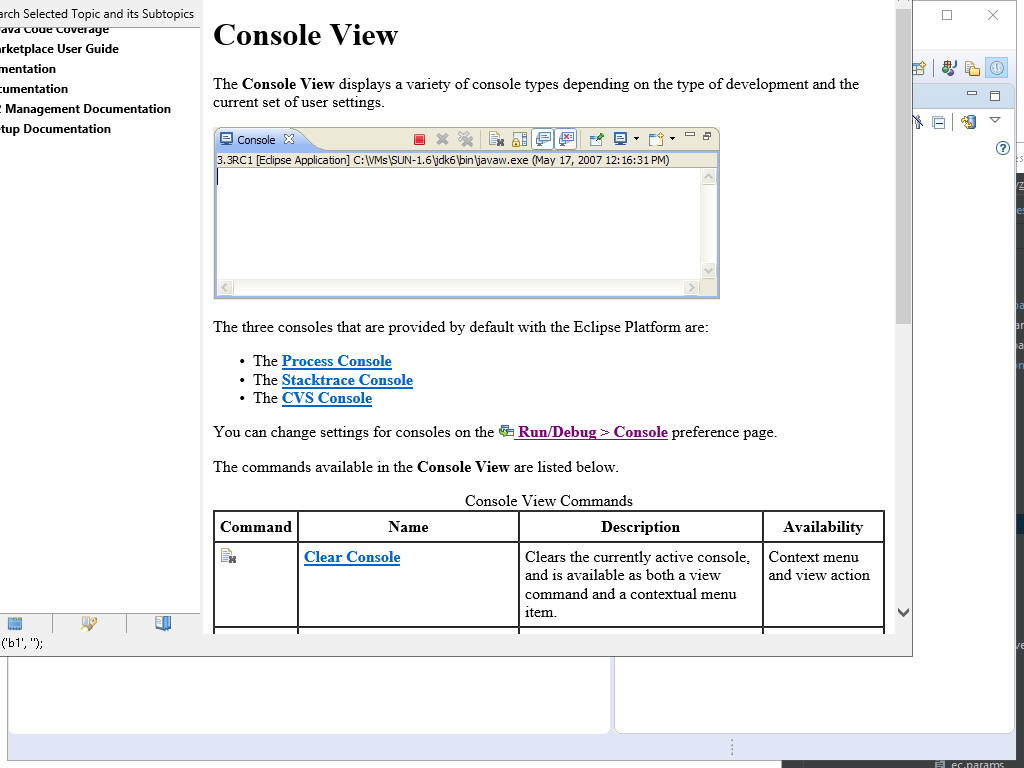 arch Selected Topic and its Subtopics
ava Code Coverage
arketplace User Guide
mentation
cumentation
2 Management Documentation
tup Documentation
('b1', '');
Console View
The Console View displays a variety of console types depending on the type of development and the
current set of user settings.
Console
3.3RC1 [Eclipse Application] C:\VMs\SUN-1.6\jdk6\bin\javaw.exe (May 17, 2007 12:16:31 PM)
The three consoles that are provided by default with the Eclipse Platform are:
• The Process Console
• The Stacktrace Console
• The CVS Console
You can change settings for consoles on the Run/Debug > Console preference page.
The commands available in the Console View are listed below.
Console View Commands
Command Name Description Availability
Clear Console
Clears the currently active console,
and is available as both a view
command and a contextual menu
item.
Context menu
and view action
ec.params